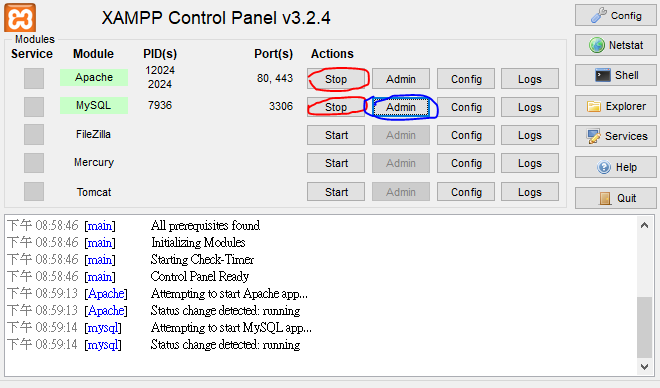 XAMPP Control Panel v3.2.4
Config
Modules
Service Module PID(s) Port(s) Actions
Netstat
Apache 12024 2024 80, 443 Stop Admin Config Logs
Shell
MySQL 7936 3306 Stop Admin Config Logs
Explorer
FileZilla Start Admin Config Logs
Services
Mercury Start Admin Config Logs
Help
Tomcat Start Admin Config Logs
Quit
下午 08:58:46 [main] All prerequisites found
下午 08:58:46 [main] Initializing Modules
下午 08:58:46 [main] Starting Check-Timer
下午 08:58:46 [main] Control Panel Ready
下午 08:59:13 [Apache] Attempting to start Apache app...
下午 08:59:13 [Apache] Status change detected: running
下午 08:59:14 [mysql] Attempting to start MySQL app...
下午 08:59:14 [mysql] Status change detected: running